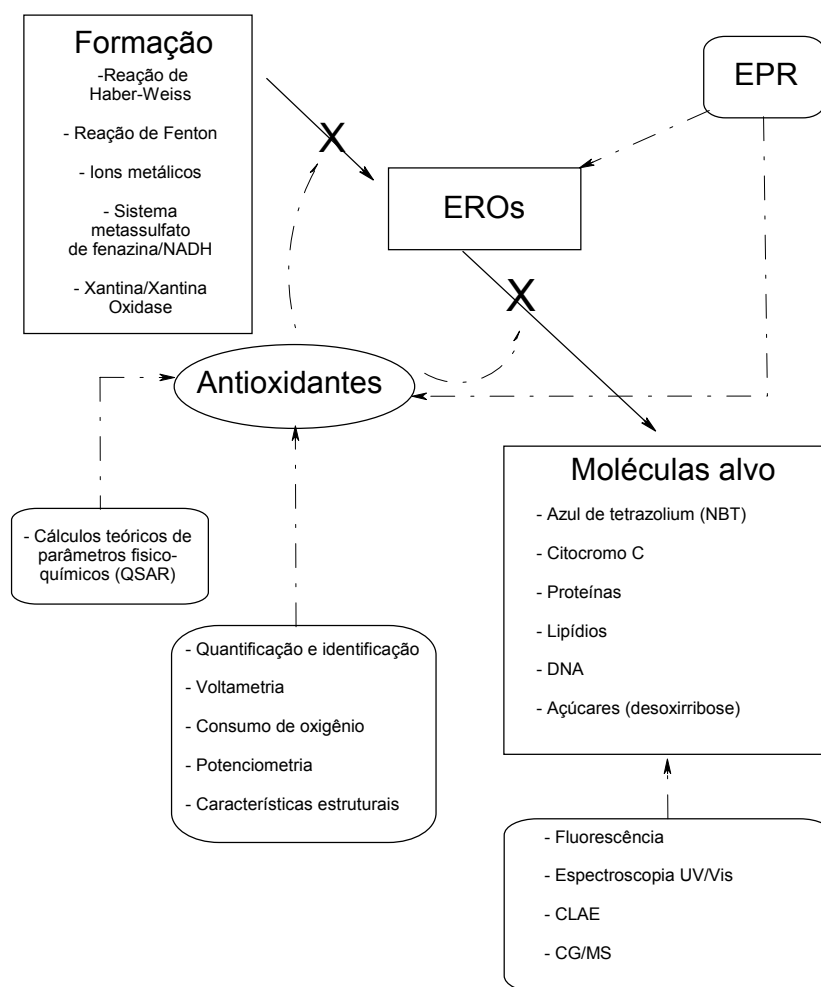 Formação
-Reação de
Haber-Weiss
- Reação de Fenton
- Ions metálicos
- Sistema
metassulfato
de fenazina/NADH
- Xantina/Xantina
Oxidase
EPR
X
EROs
X
Antioxidantes
Moléculas alvo
- Azul de tetrazolium (NBT)
- Citocromo C
- Proteínas
- Lipídios
- DNA
- Açúcares (desoxirribose)
- Cálculos teóricos de
parâmetros fisico-
químicos (QSAR)
- Quantificação e identificação
- Voltametria
- Consumo de oxigênio
- Potenciometria
- Características estruturais
- Fluorescência
- Espectroscopia UV/Vis
- CLAE
- CG/MS